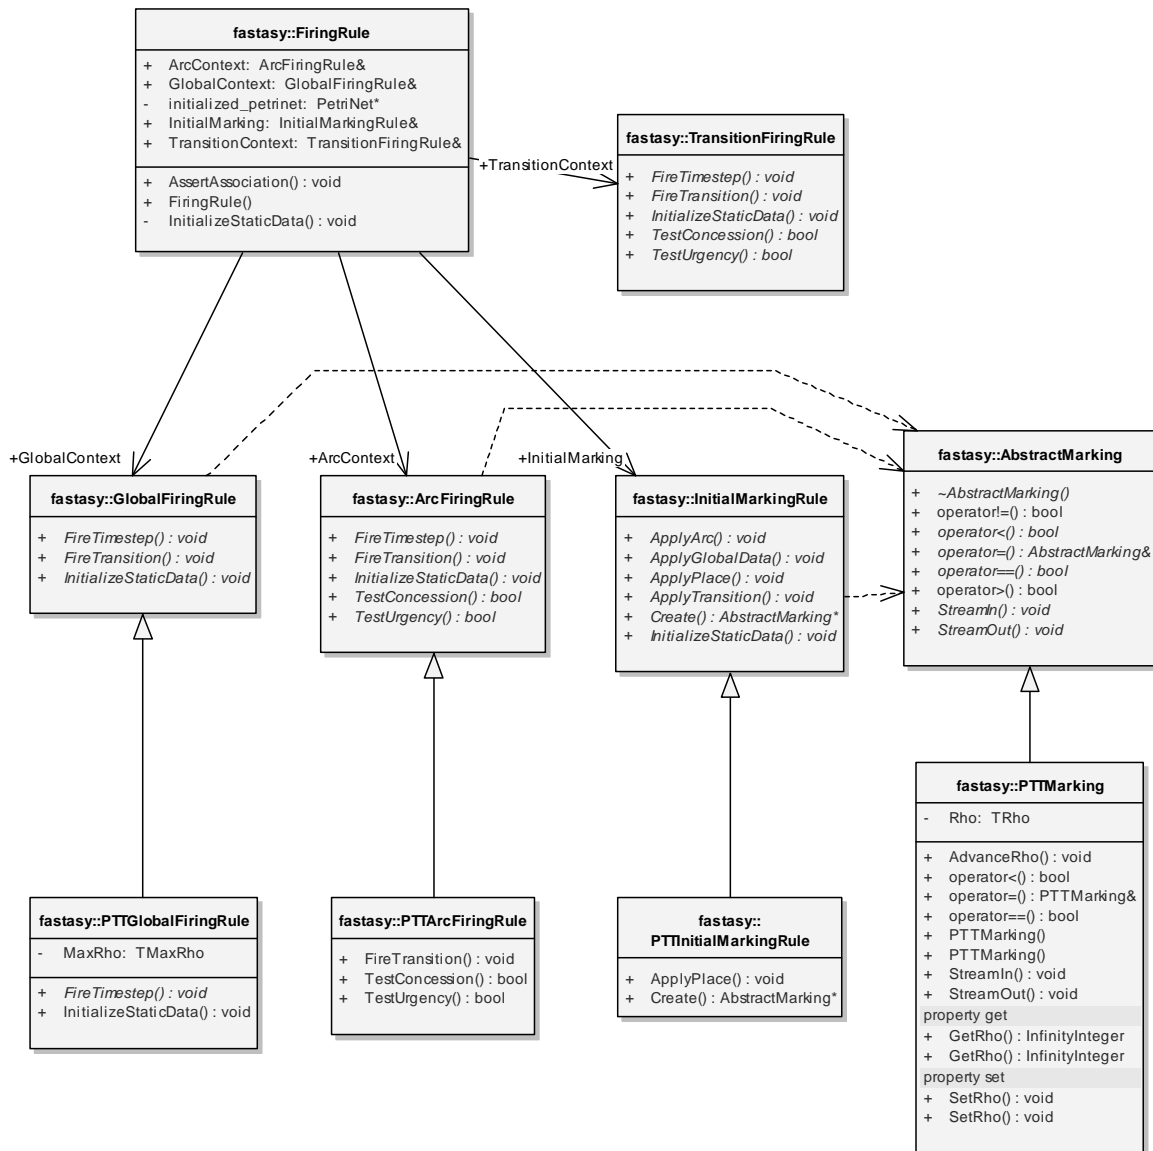 fastasy::FiringRule
+ ArcContext: ArcFiringRule&
+ GlobalContext: GlobalFiringRule&
- initialized_petrinet: PetriNet*
+ InitialMarking: InitialMarkingRule&
+ TransitionContext: TransitionFiringRule&
+ AssertAssociation() : void
+ FiringRule()
- InitializeStaticData() : void
+TransitionContext
fastasy::TransitionFiringRule
+ FireTimestep() : void
+ FireTransition() : void
+ InitializeStaticData() : void
+ TestConcession() : bool
+ TestUrgency() : bool
+GlobalContext
+ArcContext
+InitialMarking
fastasy::GlobalFiringRule
+ FireTimestep() : void
+ FireTransition() : void
+ InitializeStaticData() : void
fastasy::ArcFiringRule
+ FireTimestep() : void
+ FireTransition() : void
+ InitializeStaticData() : void
+ TestConcession() : bool
+ TestUrgency() : bool
fastasy::InitialMarkingRule
+ ApplyArc() : void
+ ApplyGlobalData() : void
+ ApplyPlace() : void
+ ApplyTransition() : void
+ Create() : AbstractMarking*
+ InitializeStaticData() : void
fastasy::AbstractMarking
+ ~AbstractMarking()
+ operator!=() : bool
+ operator<() : bool
+ operator=() : AbstractMarking&
+ operator==() : bool
+ operator>() : bool
+ StreamIn() : void
+ StreamOut() : void
fastasy::PTTGlobalFiringRule
- MaxRho: TMaxRho
+ FireTimestep() : void
+ InitializeStaticData() : void
fastasy::PTTArcFiringRule
+ FireTransition() : void
+ TestConcession() : bool
+ TestUrgency() : bool
fastasy::
PTTInitialMarkingRule
+ ApplyPlace() : void
+ Create() : AbstractMarking*
fastasy::PTTMarking
- Rho: TRho
+ AdvanceRho() : void
+ operator<() : bool
+ operator=() : PTTMarking&
+ operator==() : bool
+ PTTMarking()
+ PTTMarking()
+ StreamIn() : void
+ StreamOut() : void
property get
+ GetRho() : InfinityInteger
+ GetRho() : InfinityInteger
property set
+ SetRho() : void
+ SetRho() : void